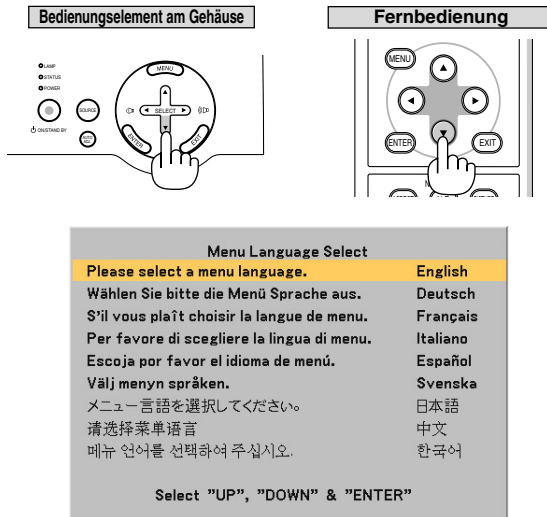 Bedienungselement am Gehäuse
LAMP
STATUS
POWER
ON/STAND BY
SOURCE
AUTO ADJ.
MENU
SELECT
ENTER
EXIT
Fernbedienung
MENU
ENTER
EXIT
Menu Language Select
Please select a menu language. English
Wählen Sie bitte die Menü Sprache aus. Deutsch
S'il vous plaît choisir la langue de menu. Français
Per favore di scegliere la lingua di menu. Italiano
Escoja por favor el idioma de menú. Español
Välj menyn språken. Svenska
メニュー言語を選択してください。 日本語
请选择菜单语言 中文
메뉴 언어를 선택하여 주십시오. 한국어
Select "UP", "DOWN" & "ENTER"